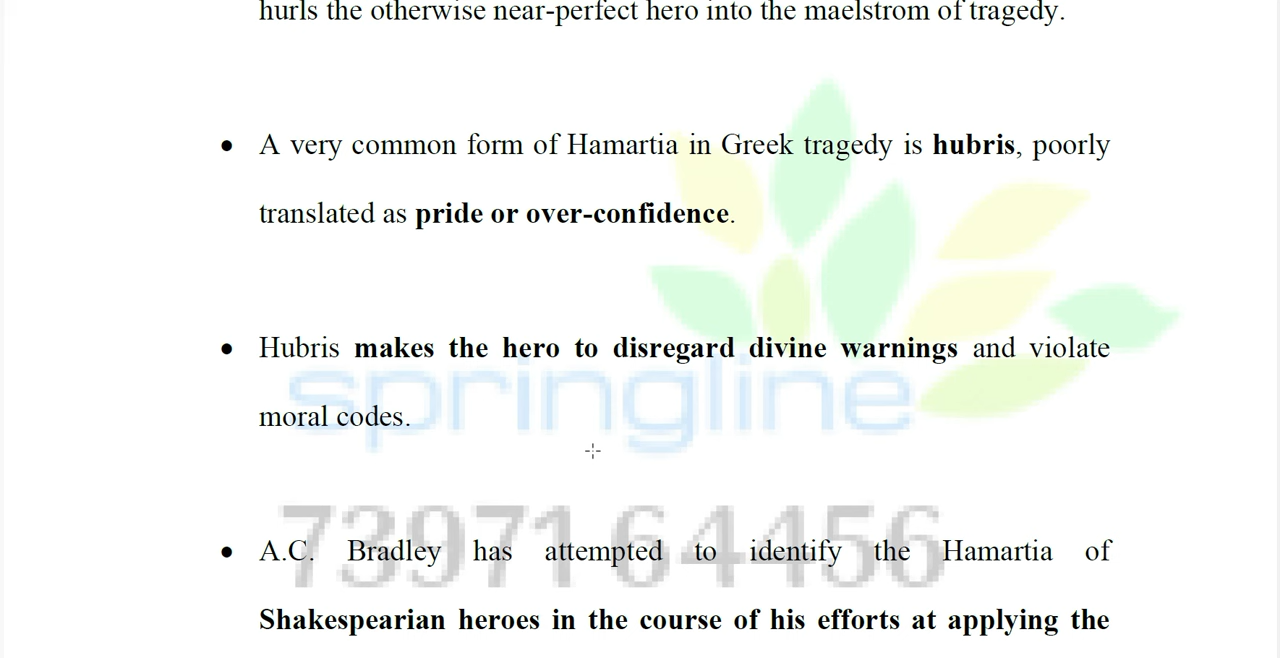 hurls the otherwise near-perfect hero into the maelstrom of tragedy.
• A very common form of Hamartia in Greek tragedy is hubris, poorly
translated as pride or over-confidence.
• Hubris makes the hero to disregard divine warnings and violate
springline
moral codes.
73971 64456
• A.C. Bradley has attempted to identify the Hamartia of
Shakespearian heroes in the course of his efforts at applying the